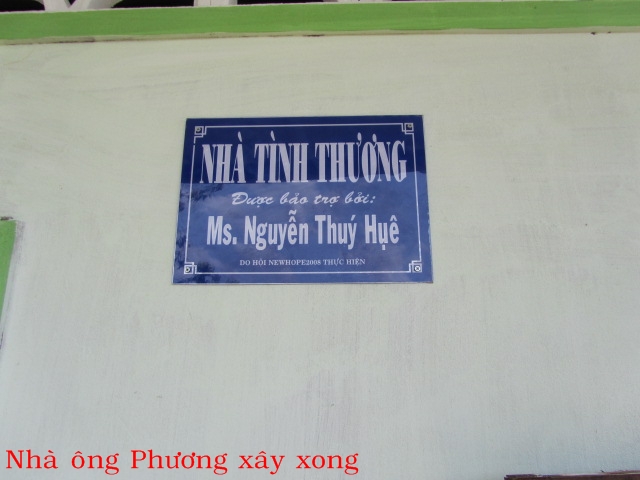 NHÀ TÌNH THƯƠNG
Được bảo trợ bởi:
Ms. Nguyễn Thuý Huệ
DO HỘI NEWHOPE2008 THỰC HIỆN
Nhà ông Phương xây xong